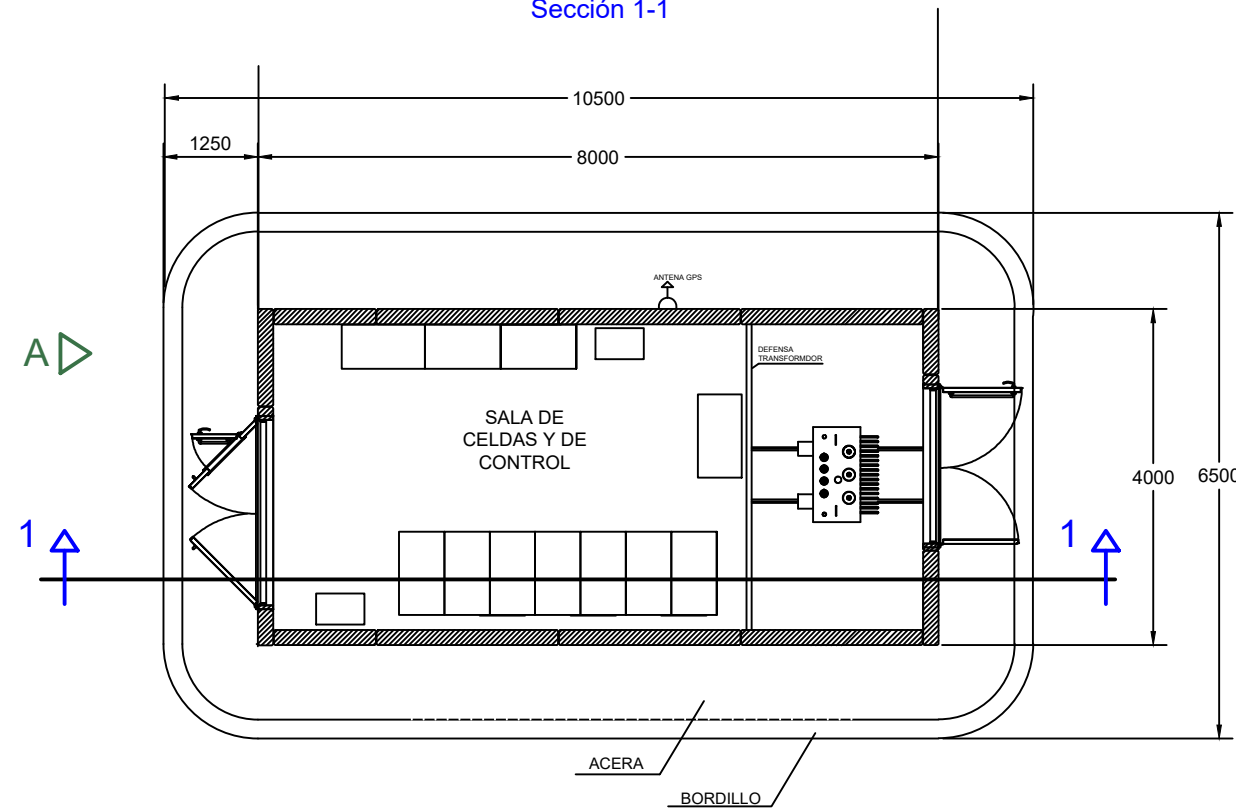 Sección 1-1
10500
1250
8000
ANTENA GPS
A
DEFENSA
TRANSFORMDOR
SALA DE
CELDAS Y DE
CONTROL
4000
6500
1
1
ACERA
BORDILLO